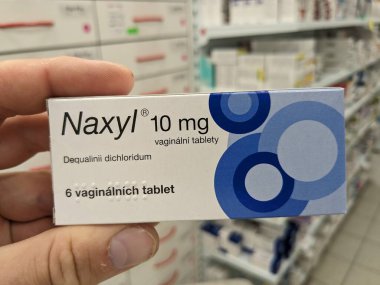 Naxyl® 10 mg
vaginální tablety
Dequalinii dichloridum
6 vaginálních tablet